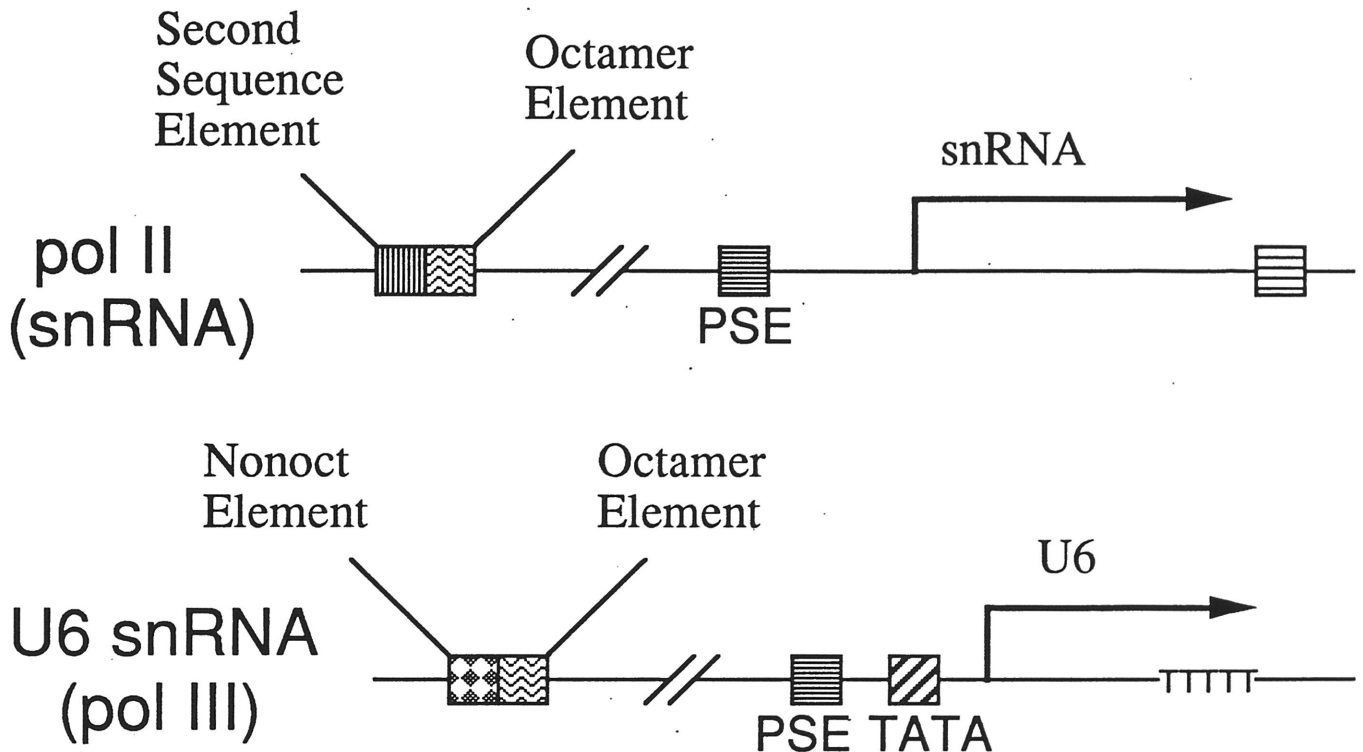 Second
Sequence
Element
Octamer
Element
snRNA
pol II
(snRNA)
PSE
Nonoct
Element
Octamer
Element
U6
U6 snRNA
(pol III)
PSE TATA
TTTTT